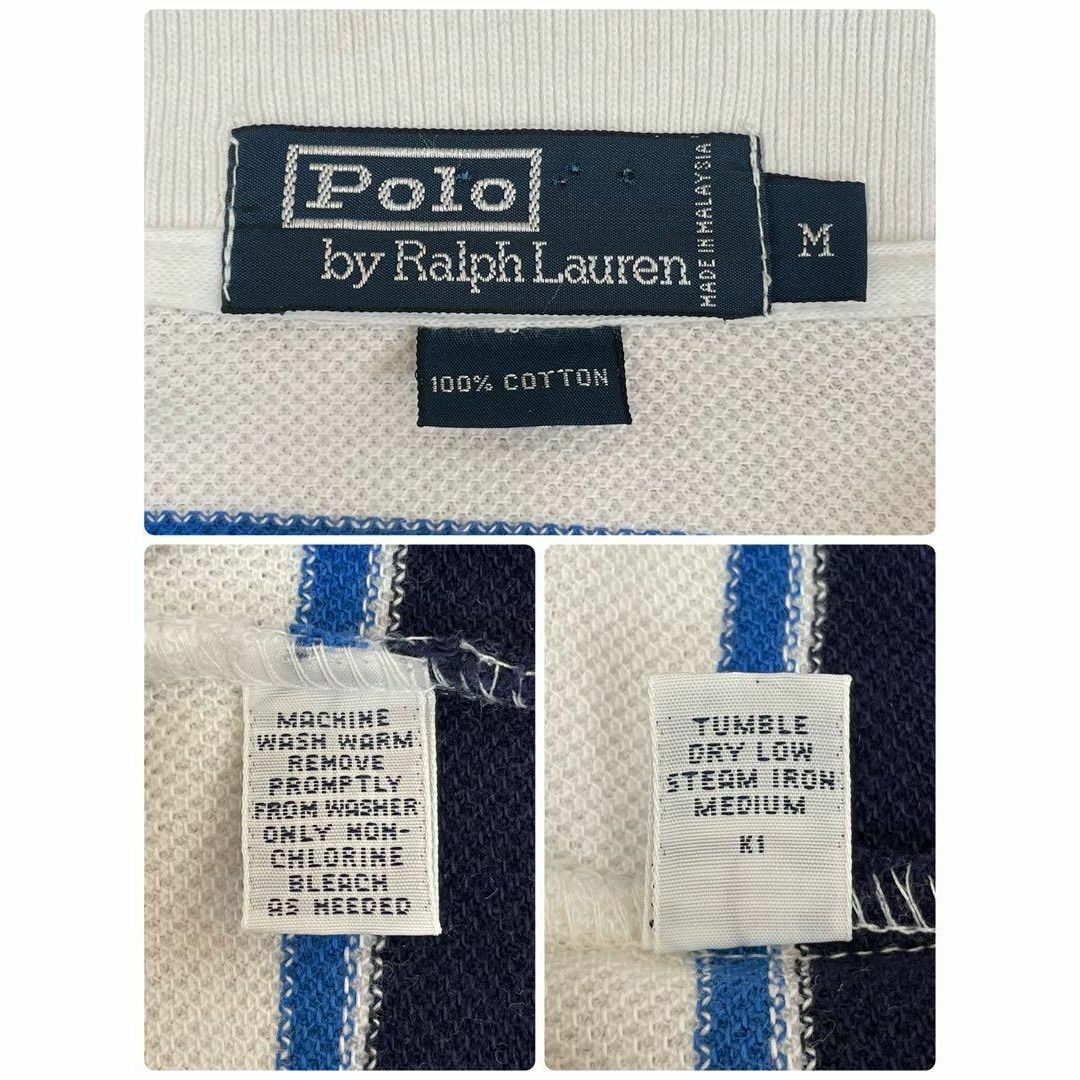 Polo
by Ralph Lauren
MADE IN MALAYSIA
M
100% COTTON
MACHINE
WASH WARM
REMOVE
PROMPTLY
FROM WASHER
ONLY NON-
CHLORINE
BLEACH
AS NEEDED
TUMBLE
DRY LOW
STEAM IRON
MEDIUM
K1